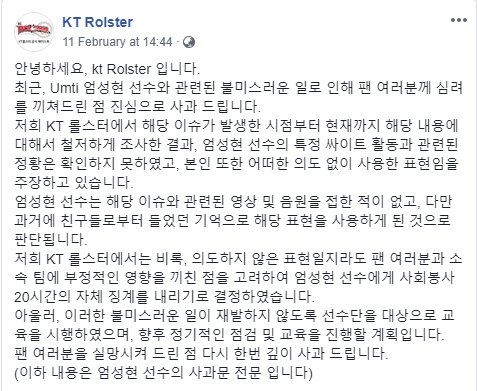 KT Rolster
11 February at 14:44 ·
안녕하세요, kt Rolster 입니다.
최근, Umti 엄성현 선수와 관련된 불미스러운 일로 인해 팬 여러분께 심려
를 끼쳐드린 점 진심으로 사과 드립니다.
저희 KT 롤스터에서 해당 이슈가 발생한 시점부터 현재까지 해당 내용에
대해서 철저하게 조사한 결과, 엄성현 선수의 특정 싸이트 활동과 관련된
정황은 확인하지 못하였고, 본인 또한 어떠한 의도 없이 사용한 표현임을
주장하고 있습니다.
엄성현 선수는 해당 이슈와 관련된 영상 및 음원을 접한 적이 없고, 다만
과거에 친구들로부터 들었던 기억으로 해당 표현을 사용하게 된 것으로
판단됩니다.
저희 KT 롤스터에서는 비록, 의도하지 않은 표현일지라도 팬 여러분과 소
속 팀에 부정적인 영향을 끼친 점을 고려하여 엄성현 선수에게 사회봉사
20시간의 자체 징계를 내리기로 결정하였습니다.
아울러, 이러한 불미스러운 일이 재발하지 않도록 선수단을 대상으로 교
육을 시행하였으며, 향후 정기적인 점검 및 교육을 진행할 계획입니다.
팬 여러분을 실망시켜 드린 점 다시 한번 깊이 사과 드립니다.
(이하 내용은 엄성현 선수의 사과문 전문 입니다)